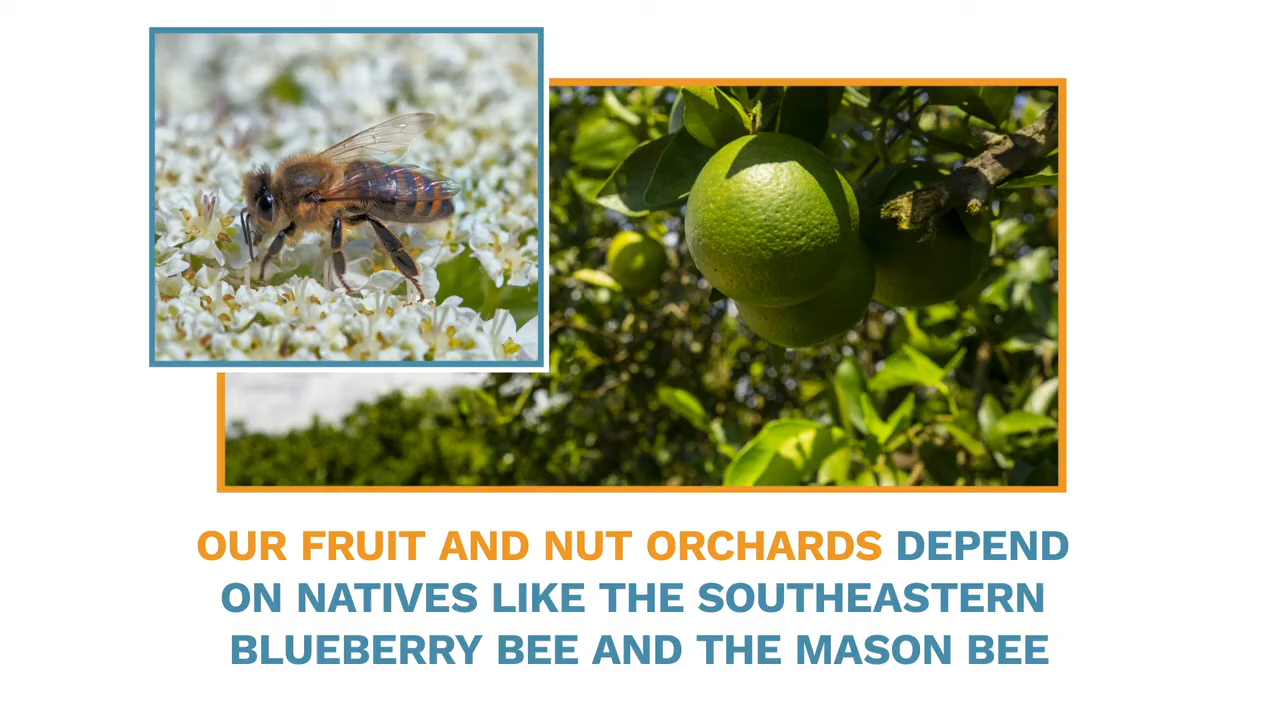 OUR FRUIT AND NUT ORCHARDS DEPEND
ON NATIVES LIKE THE SOUTHEASTERN
BLUEBERRY BEE AND THE MASON BEE